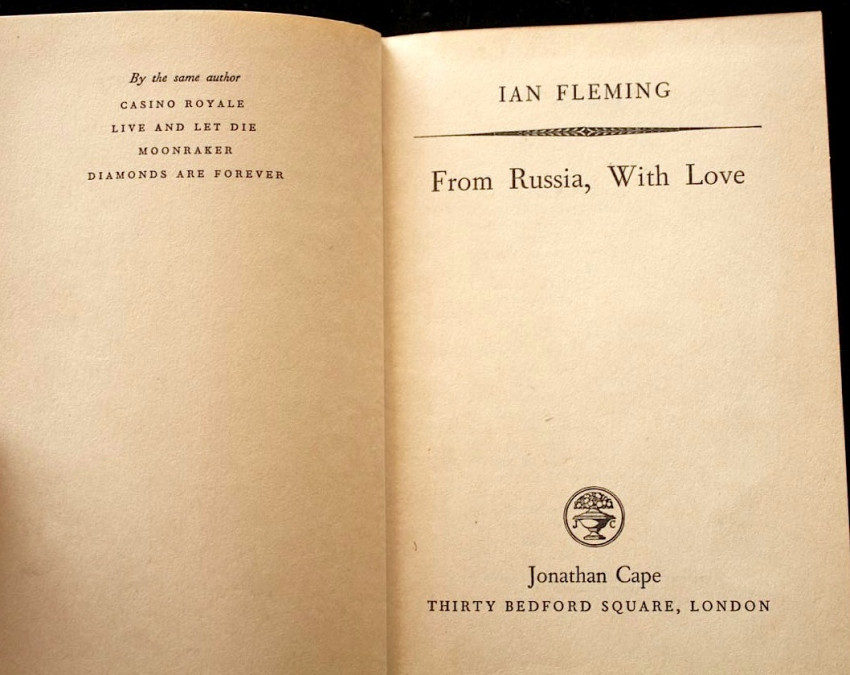 By the same author
CASINO ROYALE
LIVE AND LET DIE
MOONRAKER
DIAMONDS ARE FOREVER
IAN FLEMING
From Russia, With Love
J C
Jonathan Cape
THIRTY BEDFORD SQUARE, LONDON